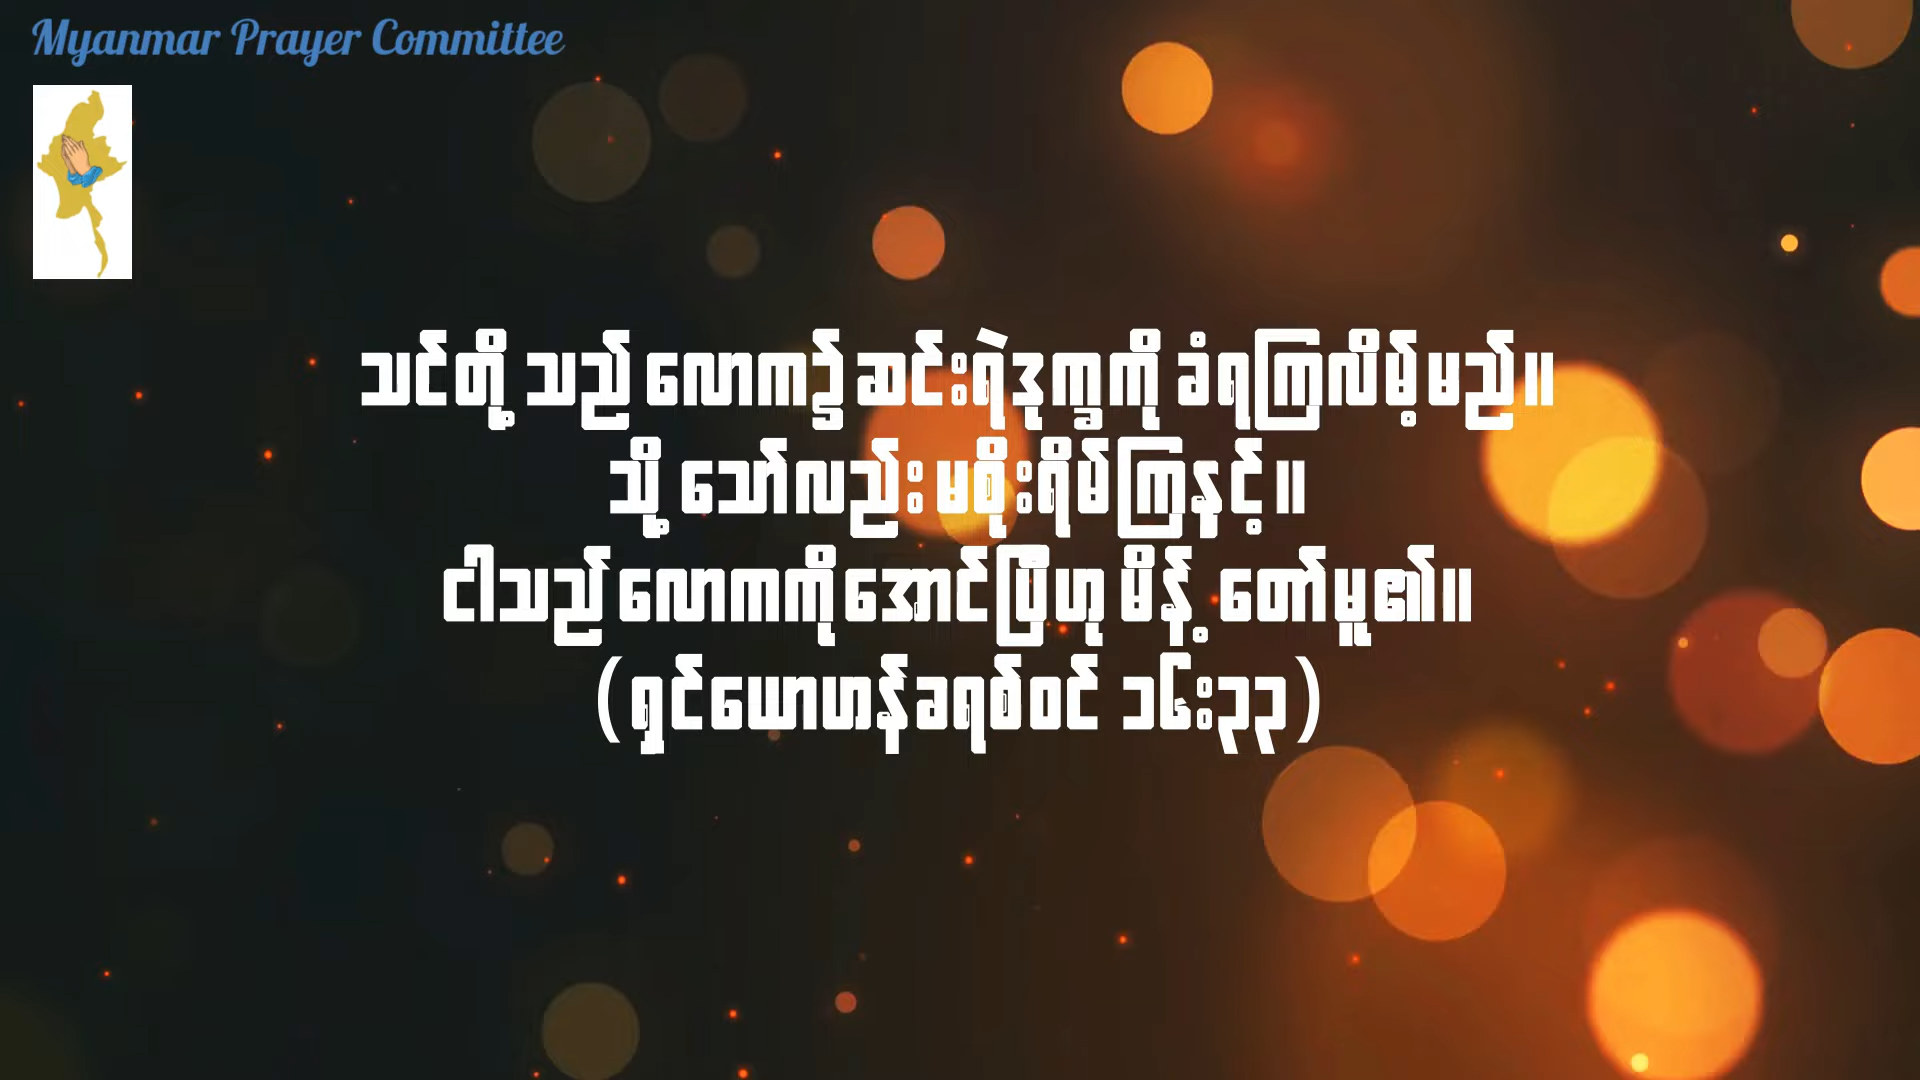 Myanmar Prayer Committee
သင်တို့သည် လောက၌ ဆင်းရဲဒုက္ခကို ခံရကြလိမ့်မည်။
သို့သော်လည်း မစိုးရိမ်ကြနှင့်။
ငါသည် လောကကိုအောင်ပြီဟု မိန့်တော်မူ၏။
(ရှင်ယောဟန်ခရစ်ဝင် ၁၆း၃၃)